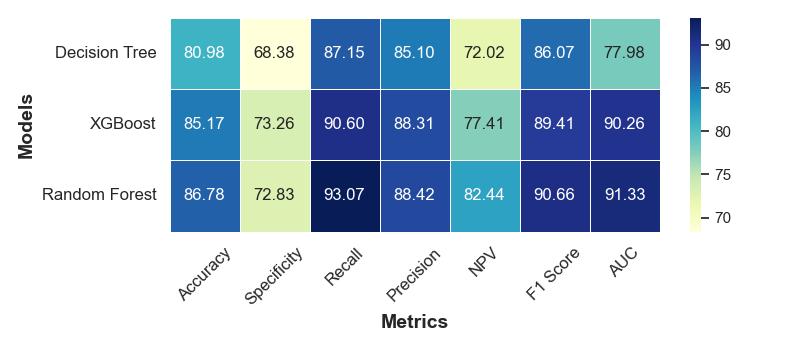 Decision Tree 80.98 68.38 87.15 85.10 72.02 86.07 77.98
XGBoost 85.17 73.26 90.60 88.31 77.41 89.41 90.26
Random Forest 86.78 72.83 93.07 88.42 82.44 90.66 91.33
Models
Accuracy Specificity Recall Precision NPV F1 Score AUC
Metrics
90
85
80
75
70